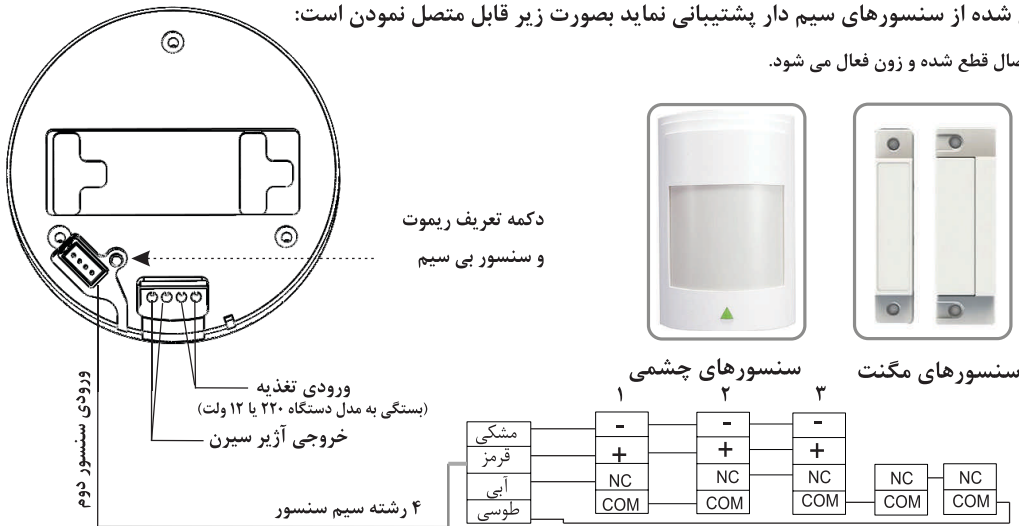 شده از سنسورهای سیم دار پشتیبانی نماید بصورت زیر قابل متصل نمودن است:
قطع شده و زون فعال می شود.
دکمه تعریف ریموت
و سنسور بی سیم
سنسورهای مگنت
سنسورهای چشمی
ورودی تغذیه
(بستگی به مدل دستگاه ۲۲۰ یا ۱۲ ولت)
خروجی آژیر سیرن
ورودی سنسور دوم
۴ رشته سیم سنسور
۱ ۲ ۳
مشکی - - -
قرمز + + +
آبی NC NC NC NC NC
طوسی COM COM COM COM COM